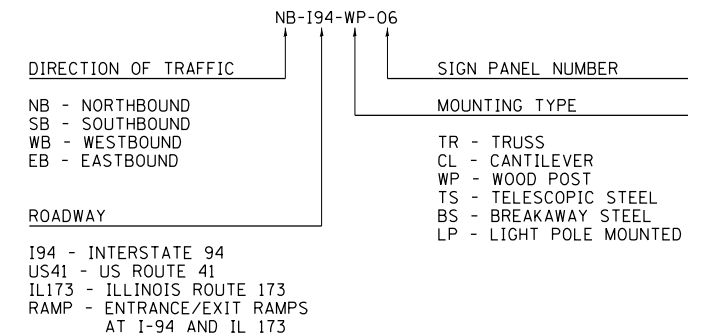 NB-I94-WP-06
DIRECTION OF TRAFFIC
NB - NORTHBOUND
SB - SOUTHBOUND
WB - WESTBOUND
EB - EASTBOUND
ROADWAY
I94 - INTERSTATE 94
US41 - US ROUTE 41
IL173 - ILLINOIS ROUTE 173
RAMP - ENTRANCE/EXIT RAMPS
AT I-94 AND IL 173
SIGN PANEL NUMBER
MOUNTING TYPE
TR - TRUSS
CL - CANTILEVER
WP - WOOD POST
TS - TELESCOPIC STEEL
BS - BREAKAWAY STEEL
LP - LIGHT POLE MOUNTED